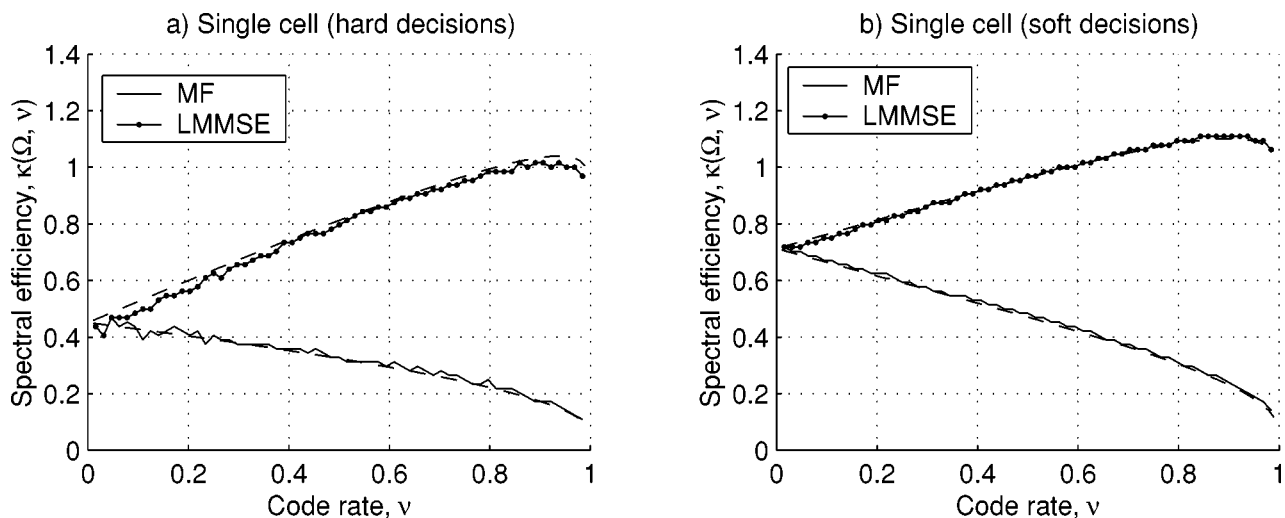 a) Single cell (hard decisions)
1.4
1.2
1
0.8
0.6
0.4
0.2
0
MF
LMMSE
Spectral efficiency, κ(Ω, ν)
0 0.2 0.4 0.6 0.8 1
Code rate, ν
b) Single cell (soft decisions)
1.4
1.2
1
0.8
0.6
0.4
0.2
0
MF
LMMSE
Spectral efficiency, κ(Ω, ν)
0 0.2 0.4 0.6 0.8 1
Code rate, ν